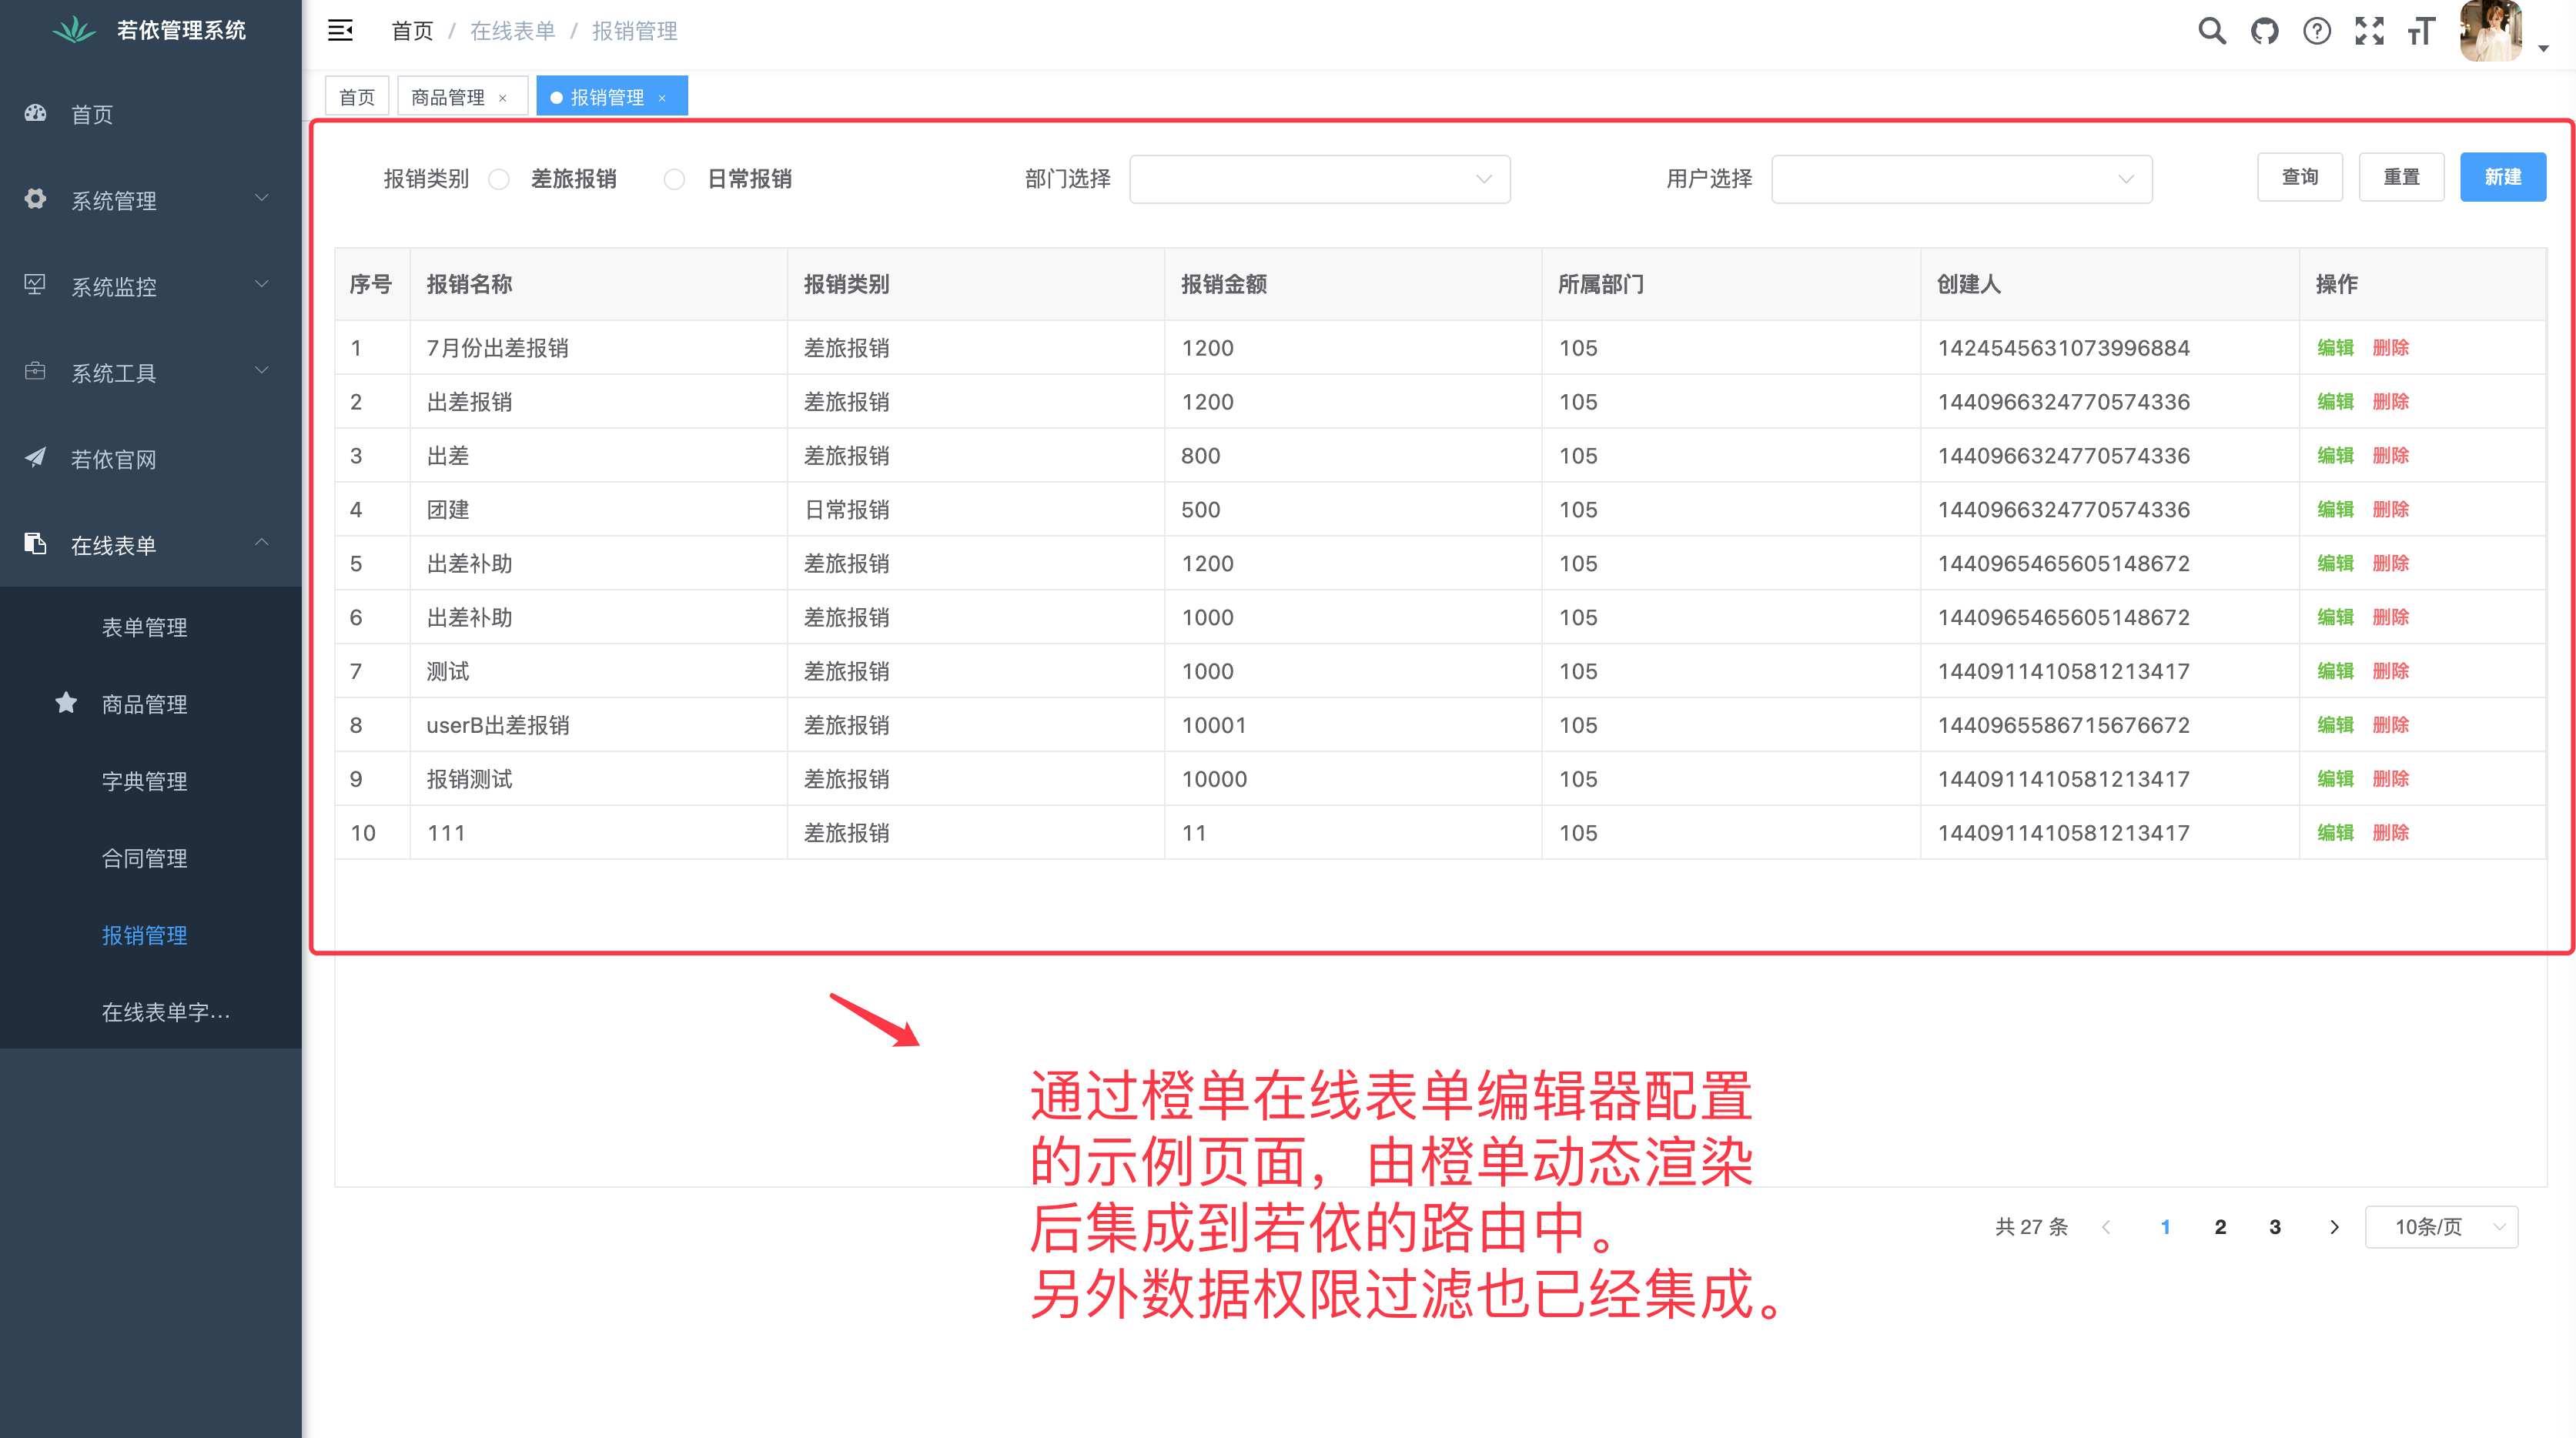 若依管理系统
首页 / 在线表单 / 报销管理
首页
系统管理
系统监控
系统工具
若依官网
在线表单
表单管理
商品管理
字典管理
合同管理
报销管理
在线表单字...
首页 商品管理 × 报销管理 ×
报销类别 差旅报销 日常报销 部门选择 用户选择 查询 重置 新建
序号 报销名称 报销类别 报销金额 所属部门 创建人 操作
1 7月份出差报销 差旅报销 1200 105 1424545631073996884 编辑 删除
2 出差报销 差旅报销 1200 105 1440966324770574336 编辑 删除
3 出差 差旅报销 800 105 1440966324770574336 编辑 删除
4 团建 日常报销 500 105 1440966324770574336 编辑 删除
5 出差补助 差旅报销 1200 105 1440965465605148672 编辑 删除
6 出差补助 差旅报销 1000 105 1440965465605148672 编辑 删除
7 测试 差旅报销 1000 105 1440911410581213417 编辑 删除
8 userB出差报销 差旅报销 10001 105 1440965586715676672 编辑 删除
9 报销测试 差旅报销 10000 105 1440911410581213417 编辑 删除
10 111 差旅报销 11 105 1440911410581213417 编辑 删除
通过橙单在线表单编辑器配置
的示例页面，由橙单动态渲染
后集成到若依的路由中。
另外数据权限过滤也已经集成。
共 27 条 1 2 3 10条/页